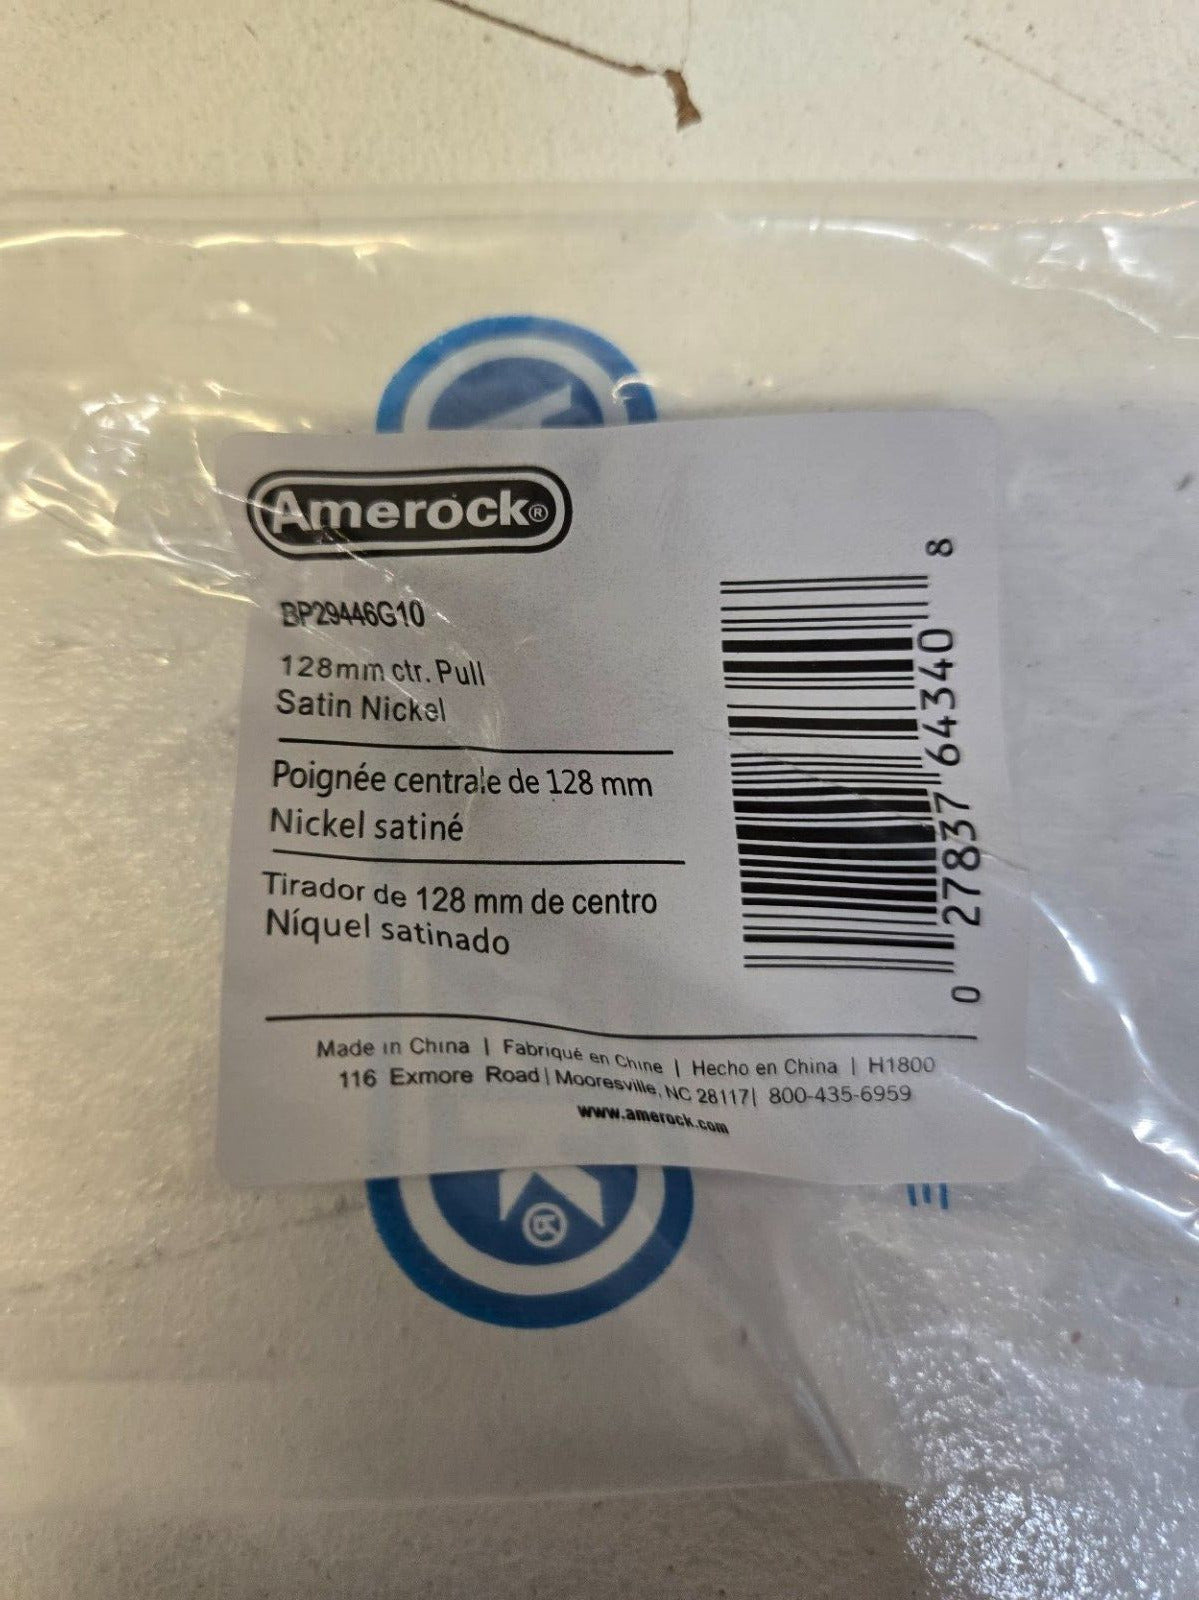 Amerock®
BP29446G10
128mm ctr. Pull
Satin Nickel
Poignée centrale de 128 mm
Nickel satiné
Tirador de 128 mm de centro
Níquel satinado
0 27837 64340 8
Made in China | Fabriqué en Chine | Hecho en China | H1800
116 Exmore Road | Mooresville, NC 28117| 800-435-6959
www.amerock.com
®